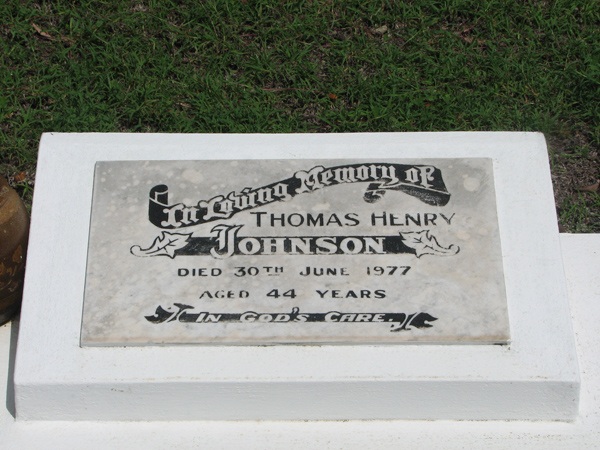 In Loving Memory of
THOMAS HENRY
JOHNSON
DIED 30TH JUNE 1977
AGED 44 YEARS
IN GOD'S CARE.